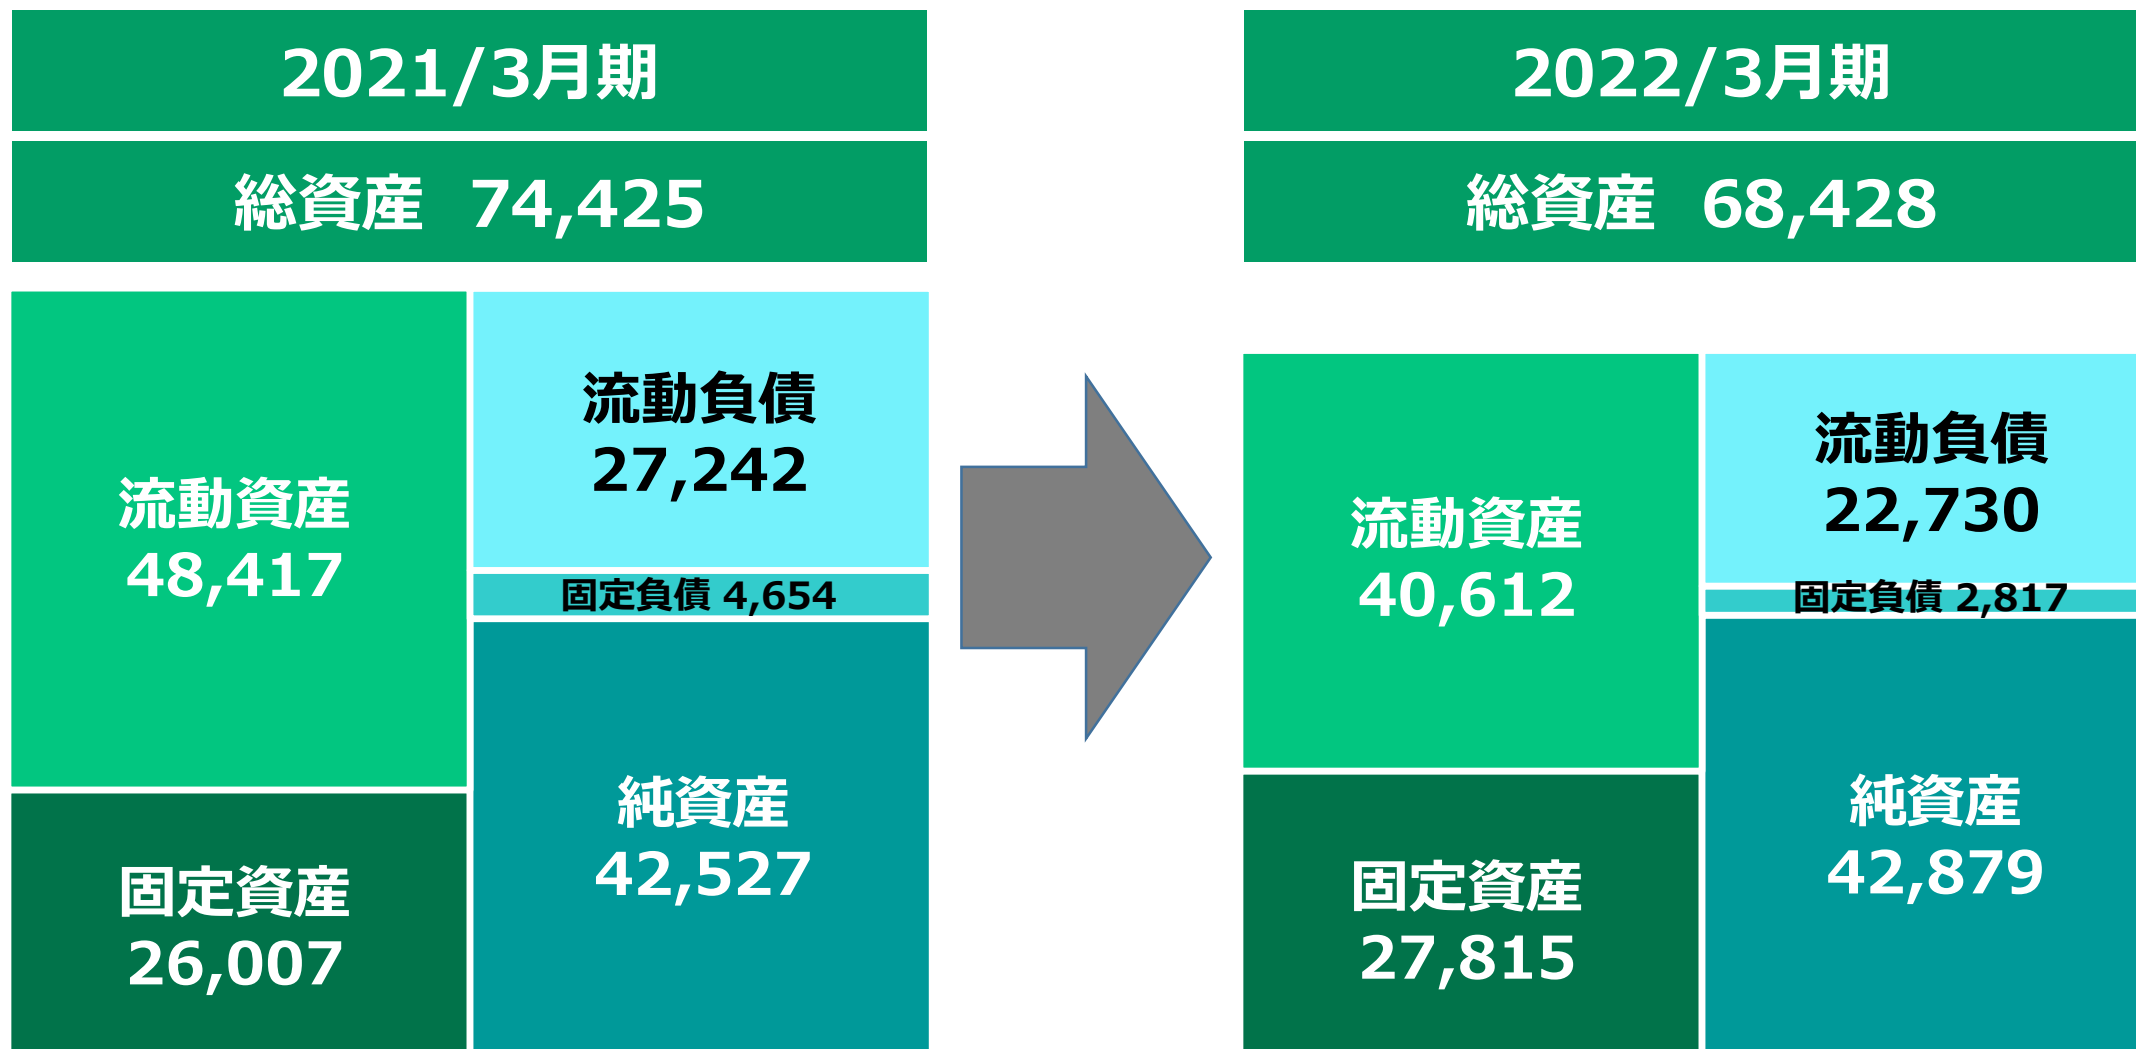 2021/3月期
総資産 74,425
流動資産
48,417
固定資産
26,007
流動負債
27,242
固定負債 4,654
純資産
42,527
2022/3月期
総資産 68,428
流動資産
40,612
固定資産
27,815
流動負債
22,730
固定負債 2,817
純資産
42,879